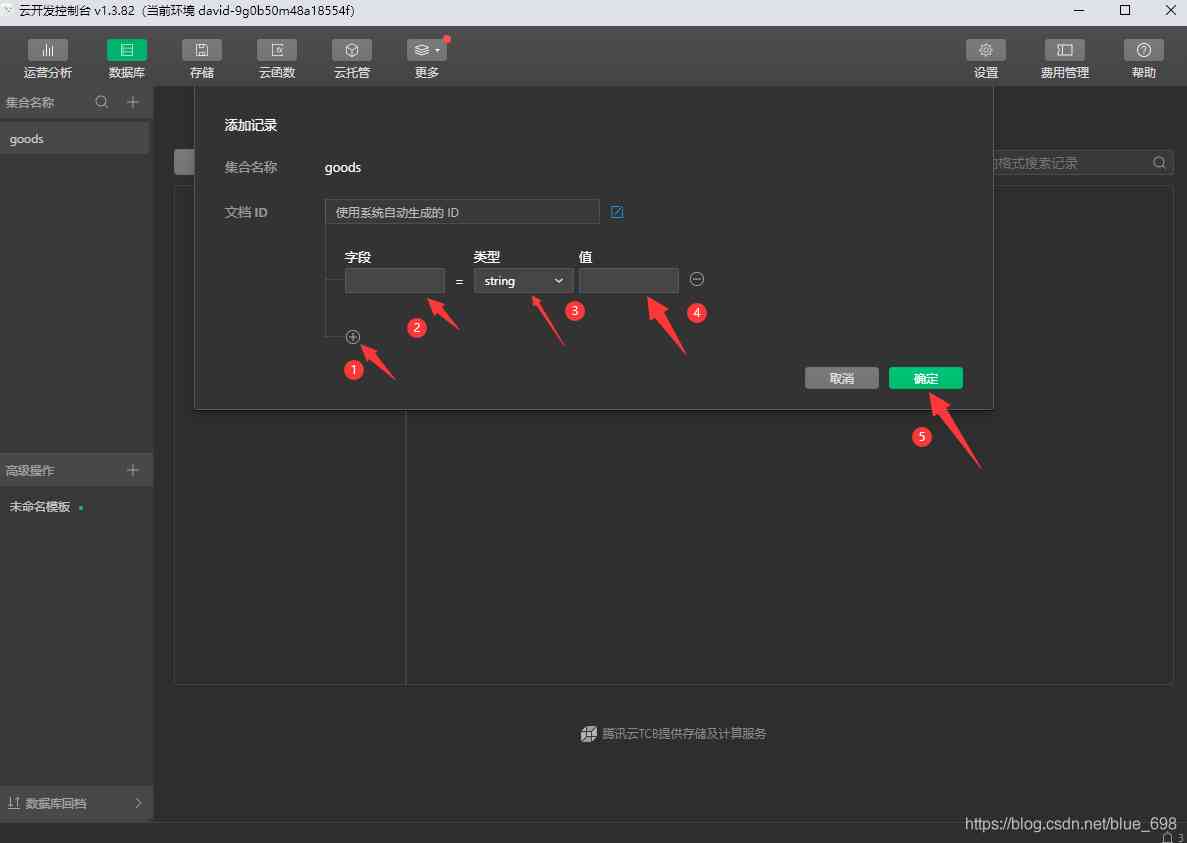 云开发控制台 v1.3.82 (当前环境 david-9g0b50m48a18554f)
运营分析 数据库 存储 云函数 云托管 更多 设置 费用管理 帮助
集合名称
goods
添加记录
集合名称 goods
文档 ID 使用系统自动生成的 ID
格式搜索记录
字段 类型 值
= string
2 3 4
1
取消 确定
5
高级操作
未命名模板
腾讯云TCB提供存储及计算服务
数据库回档
https://blog.csdn.net/blue_698
3